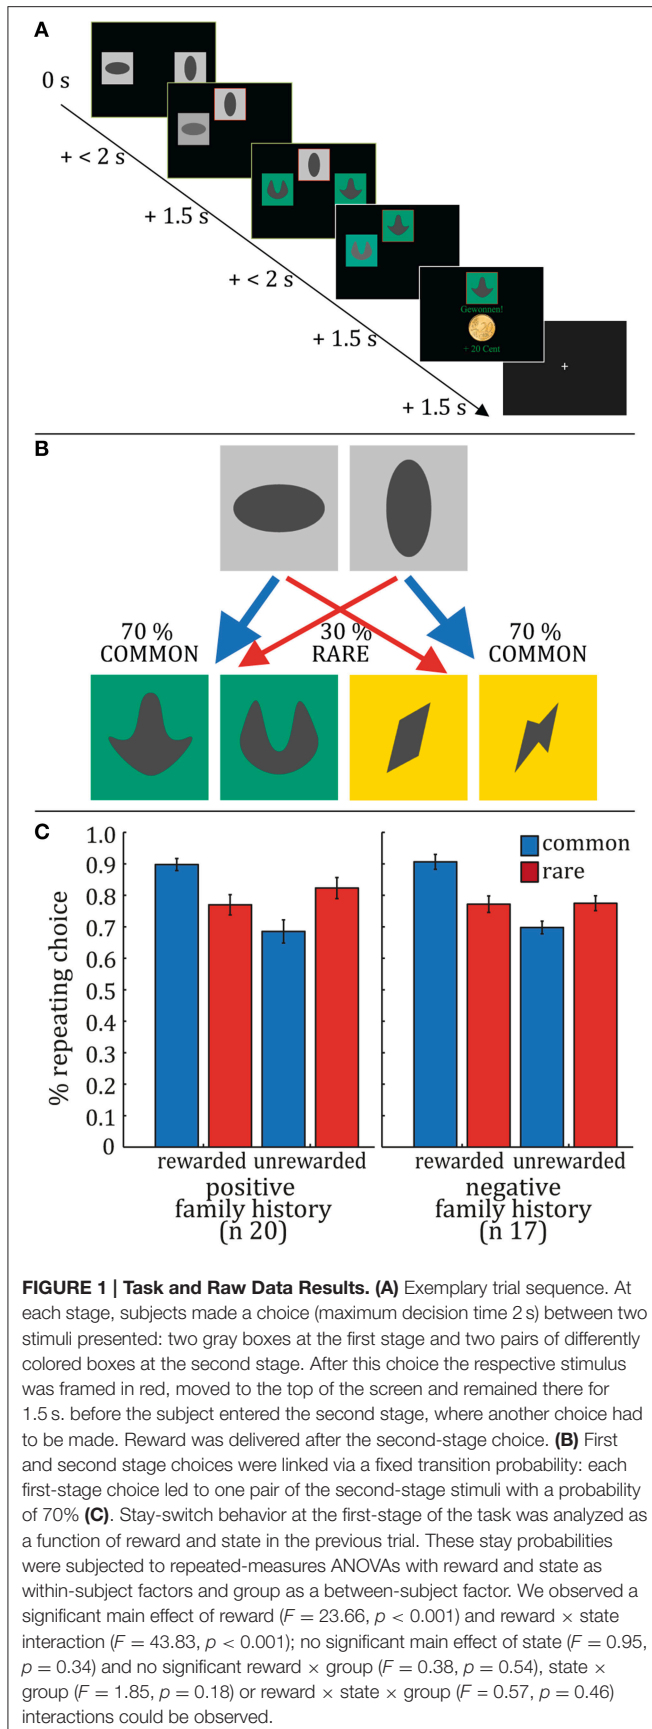 A
0 s
+ < 2 s
+ 1.5 s
+ < 2 s
+ 1.5 s
Gewonnen!
20
+ 20 Cent
+ 1.5 s
B
70 % 30 % 70 %
COMMON RARE COMMON
C
% repeating choice
1.0
0.9
0.8
0.7
0.6
0.5
0.4
0.3
0.2
0.1
0
common
rare
rewarded unrewarded rewarded unrewarded
positive negative
family history family history
(n 20) (n 17)
FIGURE 1 | Task and Raw Data Results. (A) Exemplary trial sequence. At
each stage, subjects made a choice (maximum decision time 2 s) between two
stimuli presented: two gray boxes at the first stage and two pairs of differently
colored boxes at the second stage. After this choice the respective stimulus
was framed in red, moved to the top of the screen and remained there for
1.5 s. before the subject entered the second stage, where another choice had
to be made. Reward was delivered after the second-stage choice. (B) First
and second stage choices were linked via a fixed transition probability: each
first-stage choice led to one pair of the second-stage stimuli with a probability
of 70% (C). Stay-switch behavior at the first-stage of the task was analyzed as
a function of reward and state in the previous trial. These stay probabilities
were subjected to repeated-measures ANOVAs with reward and state as
within-subject factors and group as a between-subject factor. We observed a
significant main effect of reward (F = 23.66, p < 0.001) and reward × state
interaction (F = 43.83, p < 0.001); no significant main effect of state (F = 0.95,
p = 0.34) and no significant reward × group (F = 0.38, p = 0.54), state ×
group (F = 1.85, p = 0.18) or reward × state × group (F = 0.57, p = 0.46)
interactions could be observed.